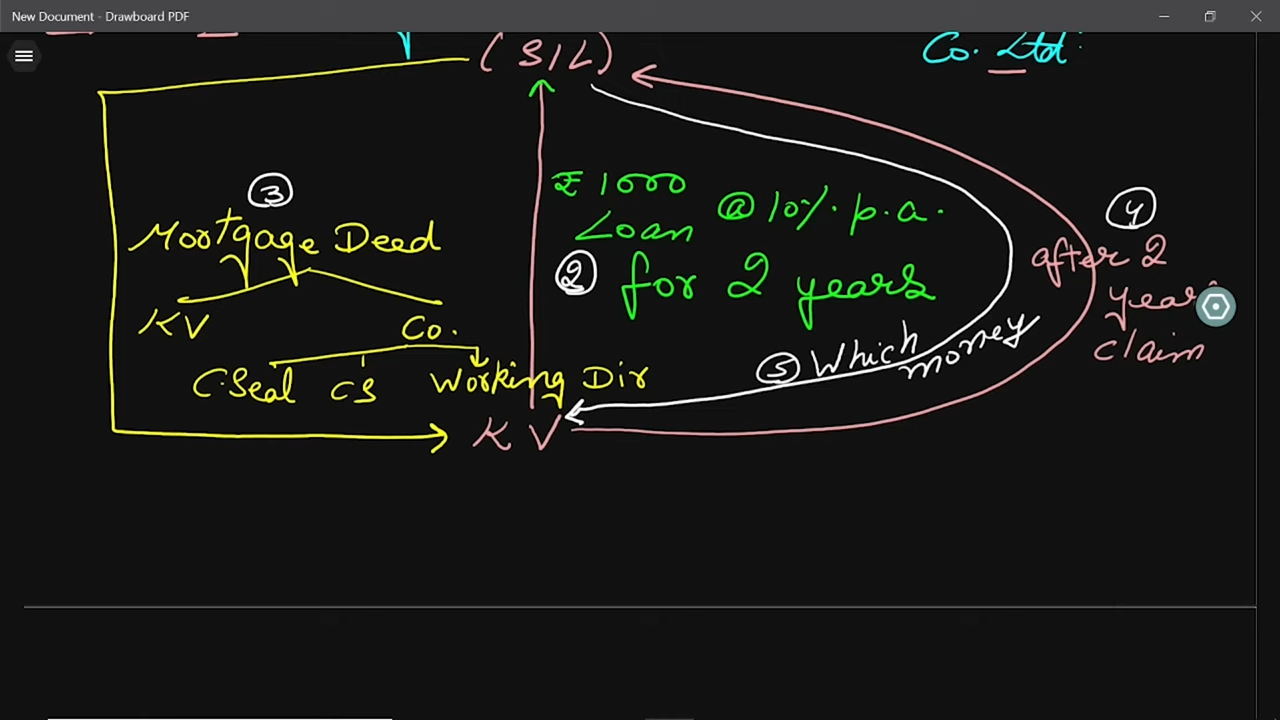 New Document - Drawboard PDF
(SIL)
Co. Ltd:
3
Mortgage Deed
KV
Co.
C.Seal CS Working Dir
₹1000
Loan @ 10%. p.a.
2 for 2 years
4
after 2
years
claim
5 Which money
KV